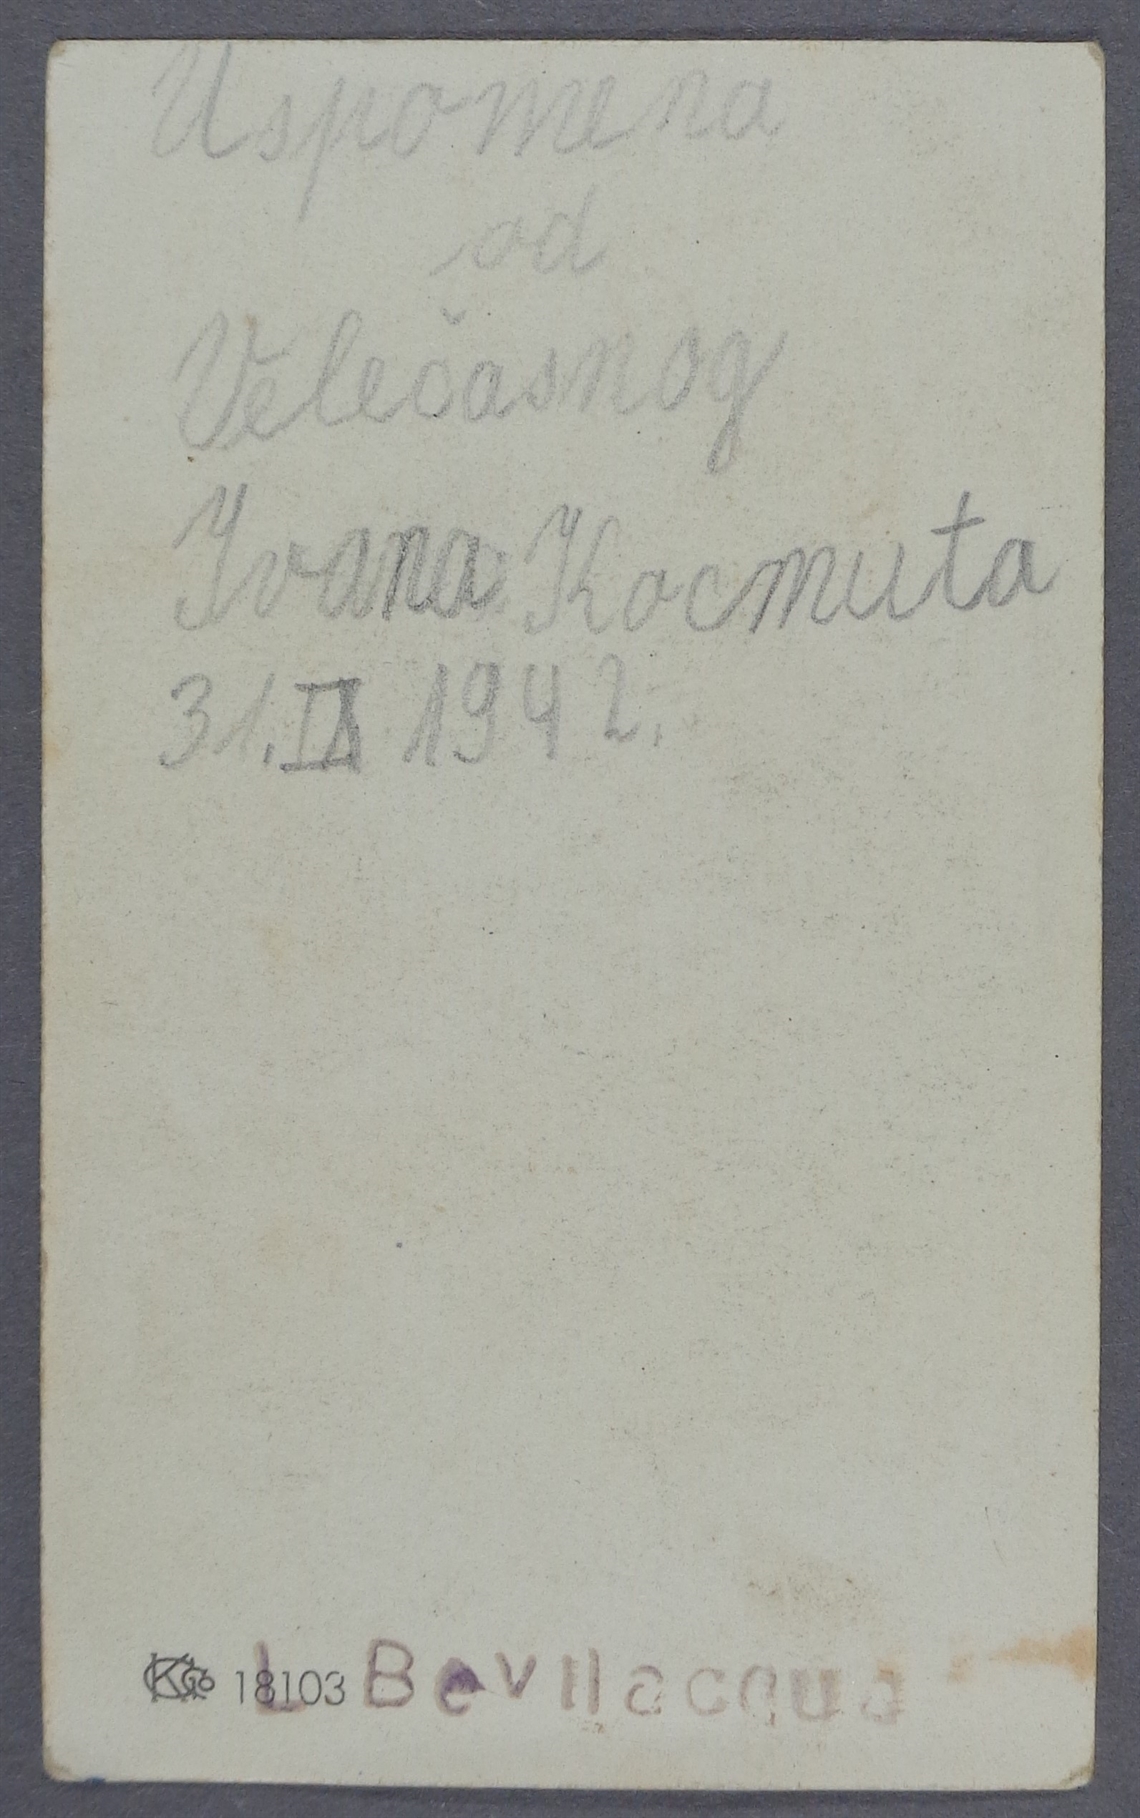 Uspomena
od
Velečasnog
Ivana Kocmuta
31. IX 1942.
18103 L Bevilacqua